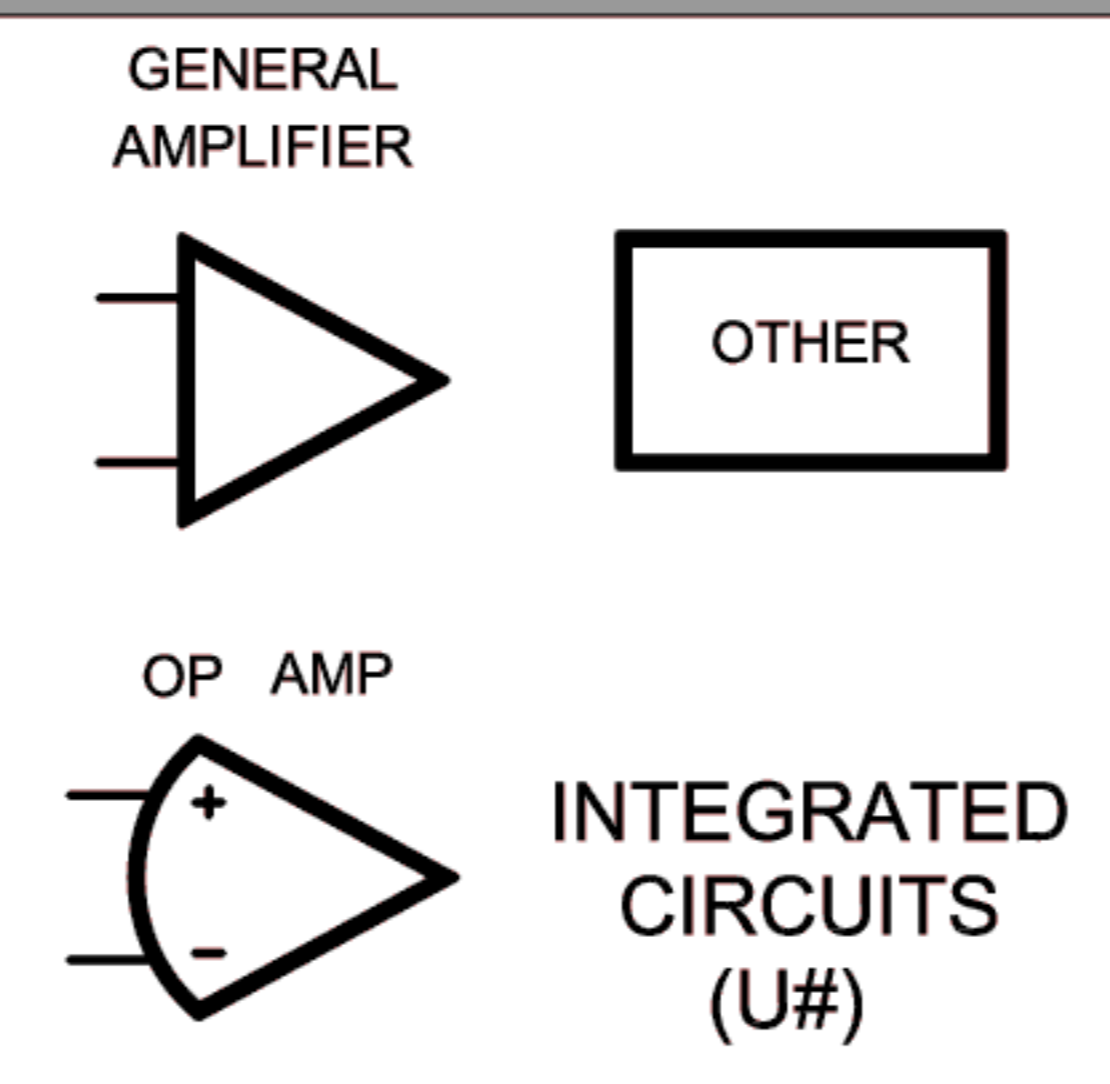 GENERAL
AMPLIFIER
OTHER
OP AMP
+
−
INTEGRATED
CIRCUITS
(U#)